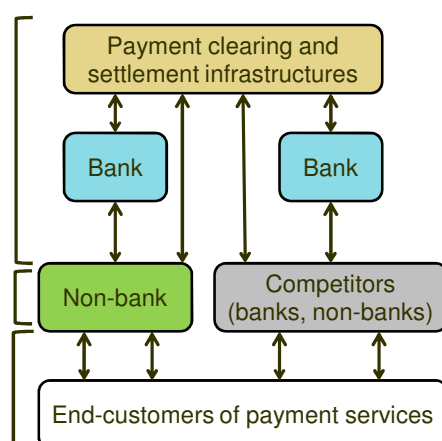 Payment clearing and
settlement infrastructures
Bank
Bank
Non-bank
Competitors
(banks, non-banks)
End-customers of payment services